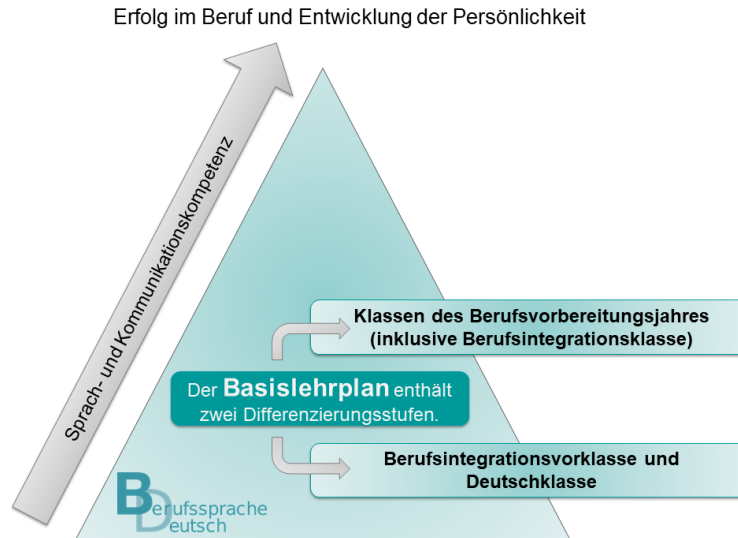 Erfolg im Beruf und Entwicklung der Persönlichkeit
Sprach- und Kommunikationskompetenz
Klassen des Berufsvorbereitungsjahres
(inklusive Berufsintegrationsklasse)
Der Basislehrplan enthält
zwei Differenzierungsstufen.
Berufsintegrationsvorklasse und
Deutschklasse
Berufssprache
Deutsch